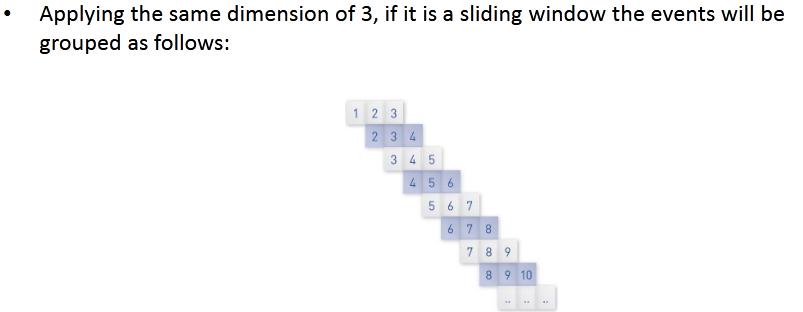 • Applying the same dimension of 3, if it is a sliding window the events will be
grouped as follows:
1 2 3
2 3 4
3 4 5
4 5 6
5 6 7
6 7 8
7 8 9
8 9 10
.. .. ..